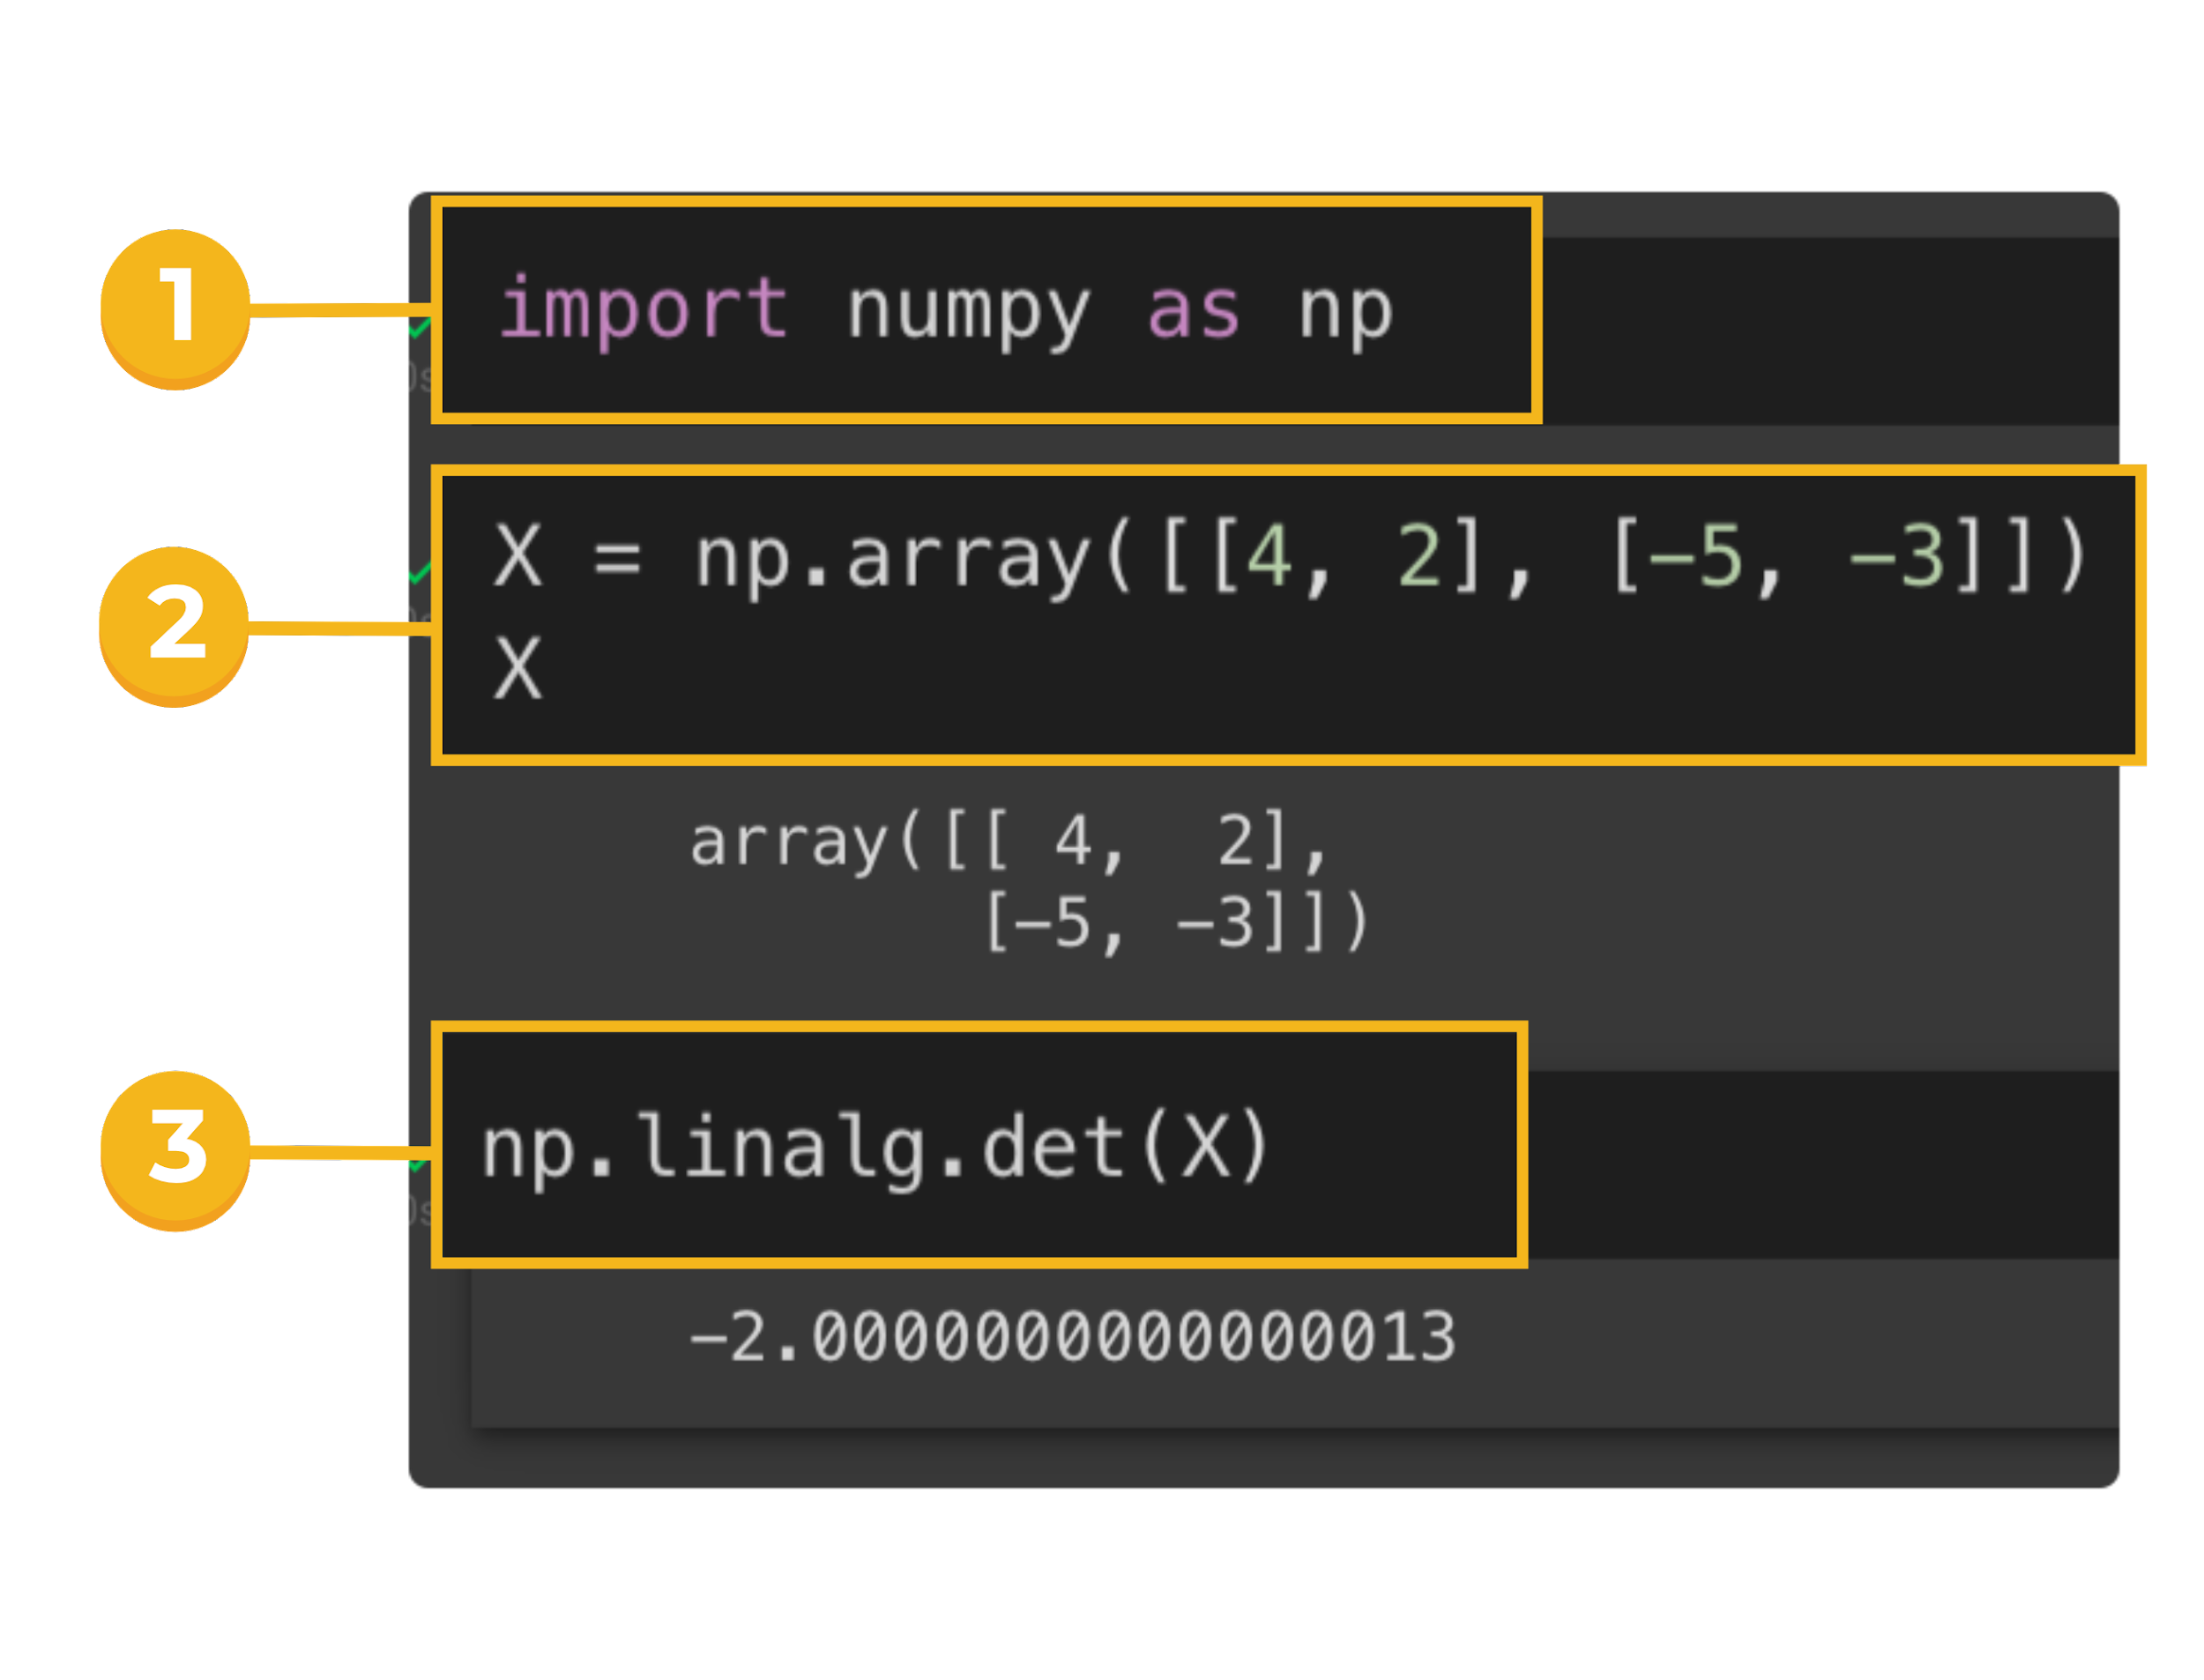 1
import numpy as np
2
X = np.array([[4, 2], [-5, -3]])
X
array([[ 4,  2],
[-5, -3]])
3
np.linalg.det(X)
-2.0000000000000013